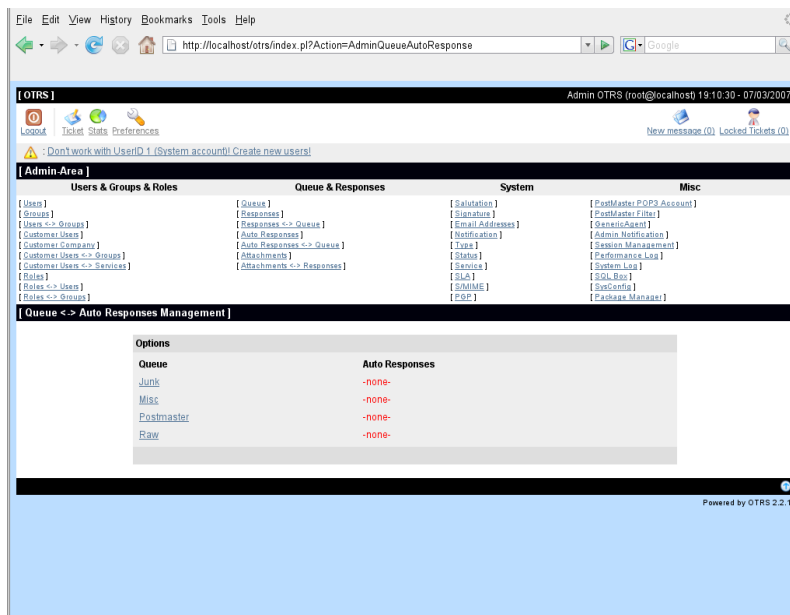 File Edit View History Bookmarks Tools Help
http://localhost/otrs/index.pl?Action=AdminQueueAutoResponse
G Google
[ OTRS ] Admin OTRS (root@localhost) 19:10:30 - 07/03/2007
Logout Ticket Stats Preferences New message (0) Locked Tickets (0)
: Don't work with UserID 1 (System account)! Create new users!
[ Admin-Area ]
Users & Groups & Roles Queue & Responses System Misc
[ Users ] [ Queue ] [ Salutation ] [ PostMaster POP3 Account ]
[ Groups ] [ Responses ] [ Signature ] [ PostMaster Filter ]
[ Users <-> Groups ] [ Responses <-> Queue ] [ Email Addresses ] [ GenericAgent ]
[ Customer Users ] [ Auto Responses ] [ Notification ] [ Admin Notification ]
[ Customer Company ] [ Auto Responses <-> Queue ] [ Type ] [ Session Management ]
[ Customer Users <-> Groups ] [ Attachments ] [ Status ] [ Performance Log ]
[ Customer Users <-> Services ] [ Attachments <-> Responses ] [ Service ] [ System Log ]
[ Roles ] [ SLA ] [ SQL Box ]
[ Roles <-> Users ] [ S/MIME ] [ SysConfig ]
[ Roles <-> Groups ] [ PGP ] [ Package Manager ]
[ Queue <-> Auto Responses Management ]
Options
Queue Auto Responses
Junk -none-
Misc -none-
Postmaster -none-
Raw -none-
Powered by OTRS 2.2.1